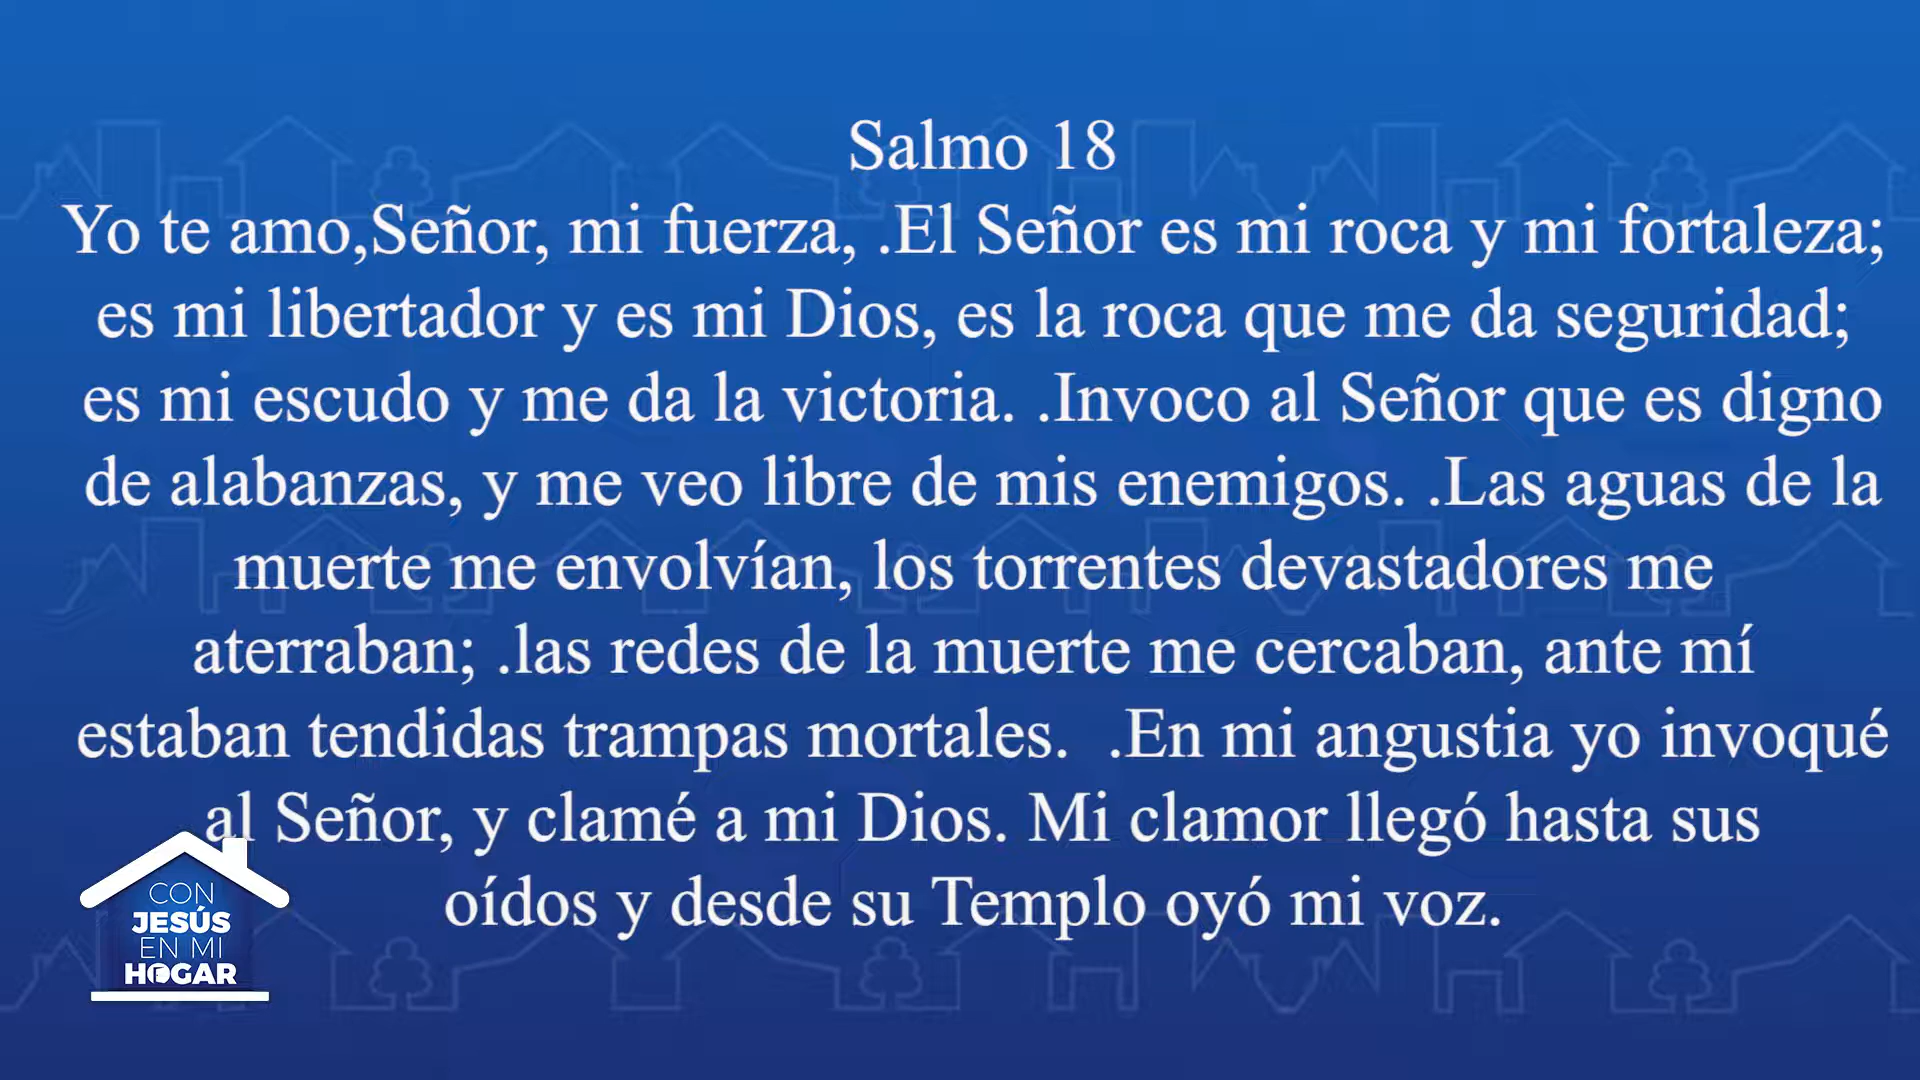 Salmo 18
Yo te amo,Señor, mi fuerza, .El Señor es mi roca y mi fortaleza;
es mi libertador y es mi Dios, es la roca que me da seguridad;
es mi escudo y me da la victoria. .Invoco al Señor que es digno
de alabanzas, y me veo libre de mis enemigos. .Las aguas de la
muerte me envolvían, los torrentes devastadores me
aterraban; .las redes de la muerte me cercaban, ante mí
estaban tendidas trampas mortales.  .En mi angustia yo invoqué
al Señor, y clamé a mi Dios. Mi clamor llegó hasta sus
oídos y desde su Templo oyó mi voz.
CON
JESÚS
EN MI
HOGAR